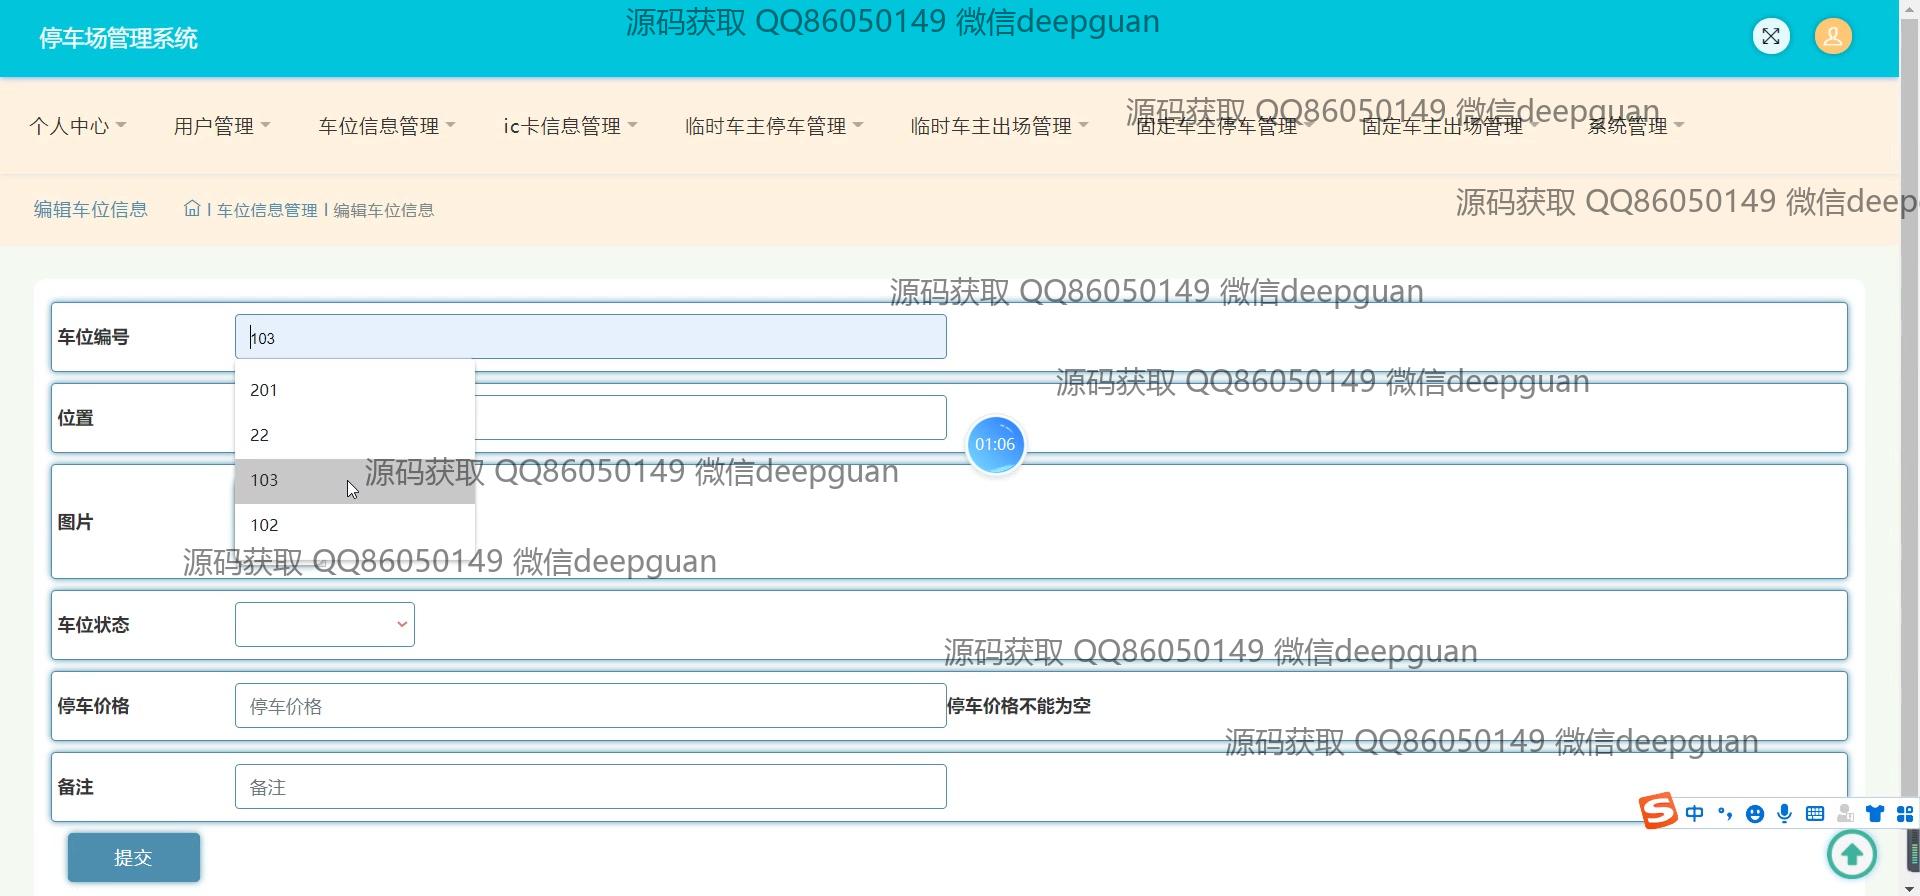 停车场管理系统
源码获取 QQ86050149 微信deepguan
源码获取 QQ86050149 微信deepguan
个人中心 用户管理 车位信息管理 ic卡信息管理 临时车主停车管理 临时车主出场管理 固定车主停车管理 固定车主出场管理 系统管理
源码获取 QQ86050149 微信deep
编辑车位信息 车位信息管理 编辑车位信息
源码获取 QQ86050149 微信deepguan
车位编号 103
源码获取 QQ86050149 微信deepguan
201
位置
22
01:06
源码获取 QQ86050149 微信deepguan
103
图片
102
源码获取 QQ86050149 微信deepguan
车位状态
源码获取 QQ86050149 微信deepguan
停车价格 停车价格 停车价格不能为空
源码获取 QQ86050149 微信deepguan
备注 备注
中
提交